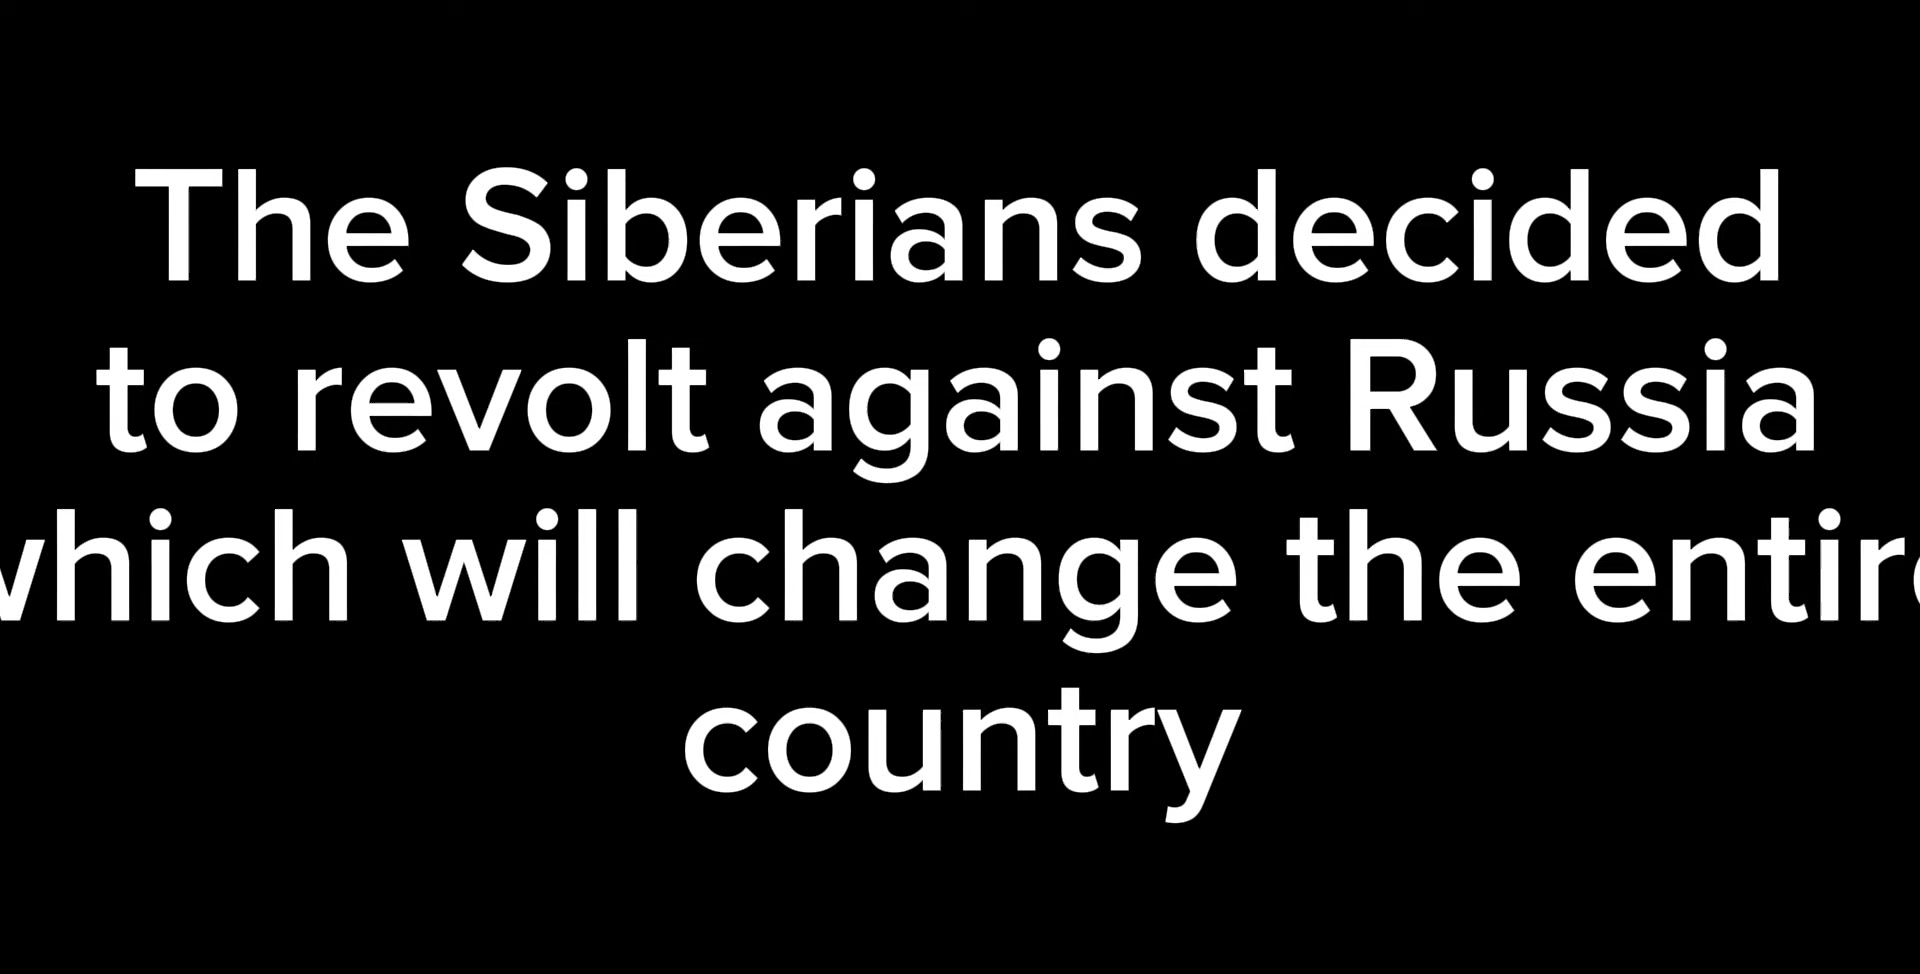 The Siberians decided
to revolt against Russia
which will change the entire
country